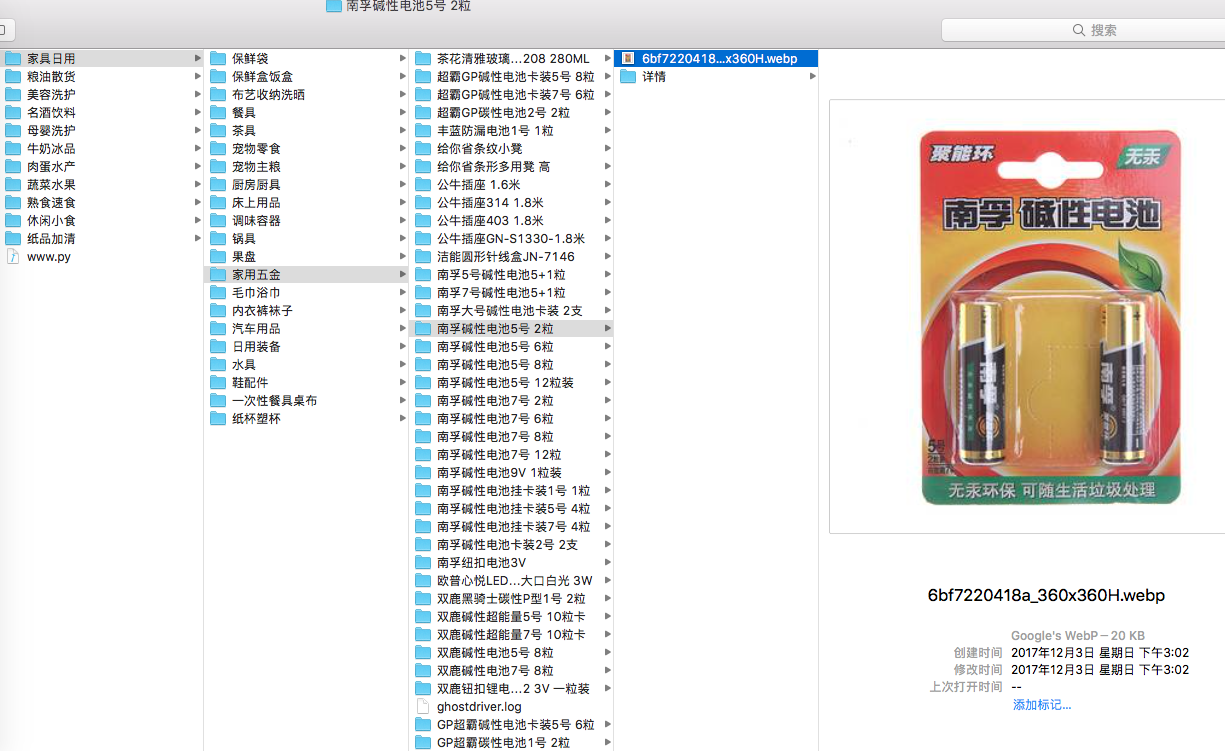 南孚碱性电池5号 2粒
搜索
家具日用
粮油散货
美容洗护
名酒饮料
母婴洗护
牛奶冰品
肉蛋水产
蔬菜水果
熟食速食
休闲小食
纸品加清
www.py
保鲜袋
保鲜盒饭盒
布艺收纳洗晒
餐具
茶具
宠物零食
宠物主粮
厨房厨具
床上用品
调味容器
锅具
果盘
家用五金
毛巾浴巾
内衣裤袜子
汽车用品
日用装备
水具
鞋配件
一次性餐具桌布
纸杯塑杯
茶花清雅玻璃...208 280ML
超霸GP碱性电池卡装5号 8粒
超霸GP碱性电池卡装7号 6粒
超霸GP碳性电池2号 2粒
丰蓝防漏电池1号 1粒
给你省条纹小凳
给你省条形多用凳 高
公牛插座 1.6米
公牛插座314 1.8米
公牛插座403 1.8米
公牛插座GN-S1330-1.8米
洁能圆形针线盒JN-7146
南孚5号碱性电池5+1粒
南孚7号碱性电池5+1粒
南孚大号碱性电池卡装 2支
南孚碱性电池5号 2粒
南孚碱性电池5号 6粒
南孚碱性电池5号 8粒
南孚碱性电池5号 12粒装
南孚碱性电池7号 2粒
南孚碱性电池7号 6粒
南孚碱性电池7号 8粒
南孚碱性电池7号 12粒
南孚碱性电池9V 1粒装
南孚碱性电池挂卡装1号 1粒
南孚碱性电池挂卡装5号 4粒
南孚碱性电池挂卡装7号 4粒
南孚碱性电池卡装2号 2支
南孚纽扣电池3V
欧普心悦LED...大口白光 3W
双鹿黑骑士碳性P型1号 2粒
双鹿碱性超能量5号 10粒卡
双鹿碱性超能量7号 10粒卡
双鹿碱性电池5号 8粒
双鹿碱性电池7号 8粒
双鹿钮扣锂电...2 3V 一粒装
ghostdriver.log
GP超霸碱性电池卡装5号 6粒
GP超霸碳性电池1号 2粒
6bf7220418...x360H.webp
详情
聚能环
无汞
南孚 碱性电池
南孚
南孚
5号
无汞环保 可随生活垃圾处理
6bf7220418a_360x360H.webp
Google's WebP – 20 KB
创建时间 2017年12月3日 星期日 下午3:02
修改时间 2017年12月3日 星期日 下午3:02
上次打开时间 --
添加标记...